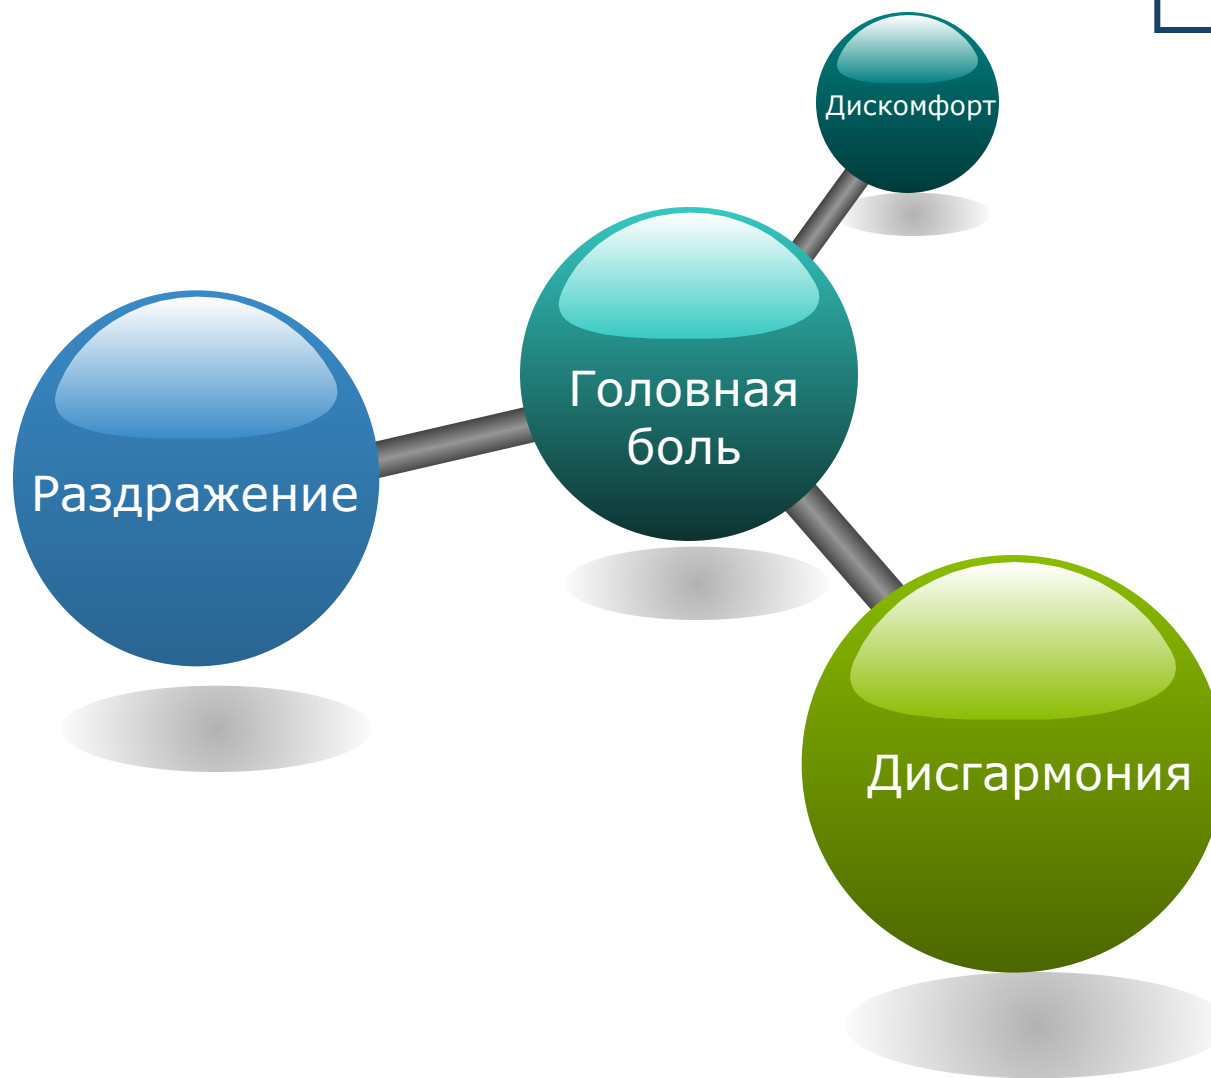 Дискомфорт
Головная
боль
Раздражение
Дисгармония